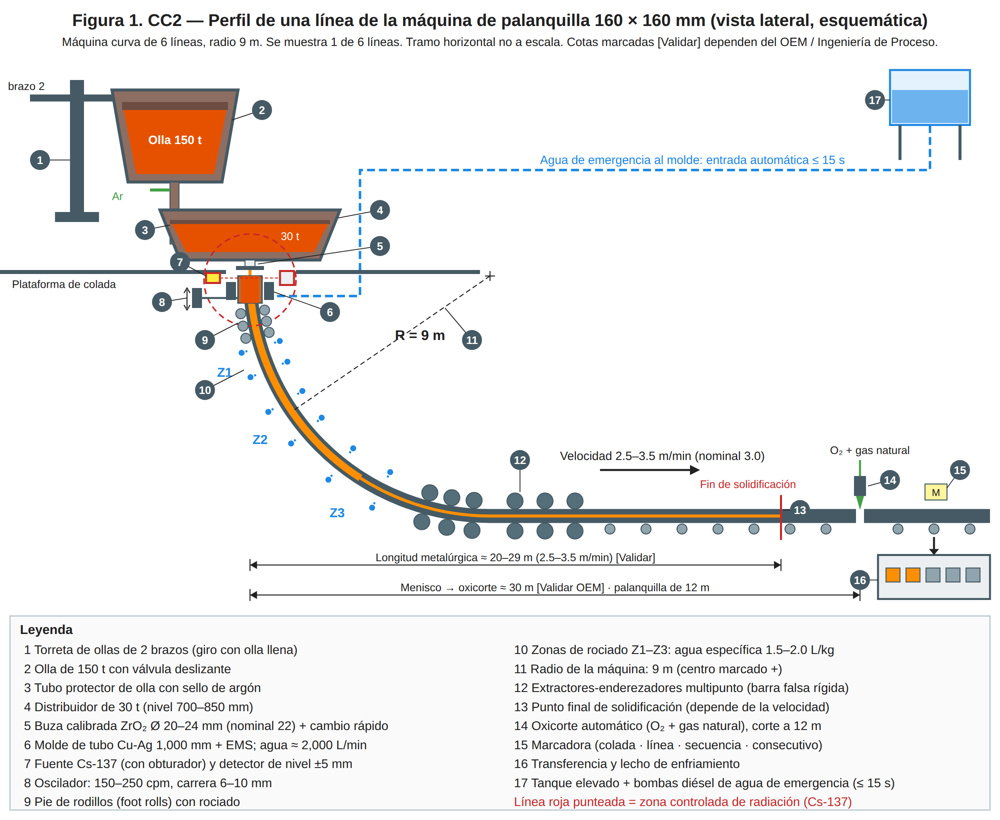 Figura 1. CC2 — Perfil de una línea de la máquina de palanquilla 160 × 160 mm (vista lateral, esquemática)
Máquina curva de 6 líneas, radio 9 m. Se muestra 1 de 6 líneas. Tramo horizontal no a escala. Cotas marcadas [Validar] dependen del OEM / Ingeniería de Proceso.
brazo 2
17
2
Olla 150 t
1
Agua de emergencia al molde: entrada automática ≤ 15 s
Ar
4
3
30 t
5
7
Plataforma de colada
8
6
R = 9 m
9
11
Z1
10
Z2
O₂ + gas natural
Velocidad 2.5–3.5 m/min (nominal 3.0)
12
15
14
Fin de solidificación
M
13
Z3
Longitud metalúrgica ≈ 20–29 m (2.5–3.5 m/min) [Validar]
16
Menisco → oxicorte ≈ 30 m [Validar OEM] · palanquilla de 12 m
Leyenda
1 Torreta de ollas de 2 brazos (giro con olla llena)
2 Olla de 150 t con válvula deslizante
3 Tubo protector de olla con sello de argón
4 Distribuidor de 30 t (nivel 700–850 mm)
5 Buza calibrada ZrO₂ Ø 20–24 mm (nominal 22) + cambio rápido
6 Molde de tubo Cu-Ag 1,000 mm + EMS; agua ≈ 2,000 L/min
7 Fuente Cs-137 (con obturador) y detector de nivel ±5 mm
8 Oscilador: 150–250 cpm, carrera 6–10 mm
9 Pie de rodillos (foot rolls) con rociado
10 Zonas de rociado Z1–Z3: agua específica 1.5–2.0 L/kg
11 Radio de la máquina: 9 m (centro marcado +)
12 Extractores-enderezadores multipunto (barra falsa rígida)
13 Punto final de solidificación (depende de la velocidad)
14 Oxicorte automático (O₂ + gas natural), corte a 12 m
15 Marcadora (colada · línea · secuencia · consecutivo)
16 Transferencia y lecho de enfriamiento
17 Tanque elevado + bombas diésel de agua de emergencia (≤ 15 s)
Línea roja punteada = zona controlada de radiación (Cs-137)